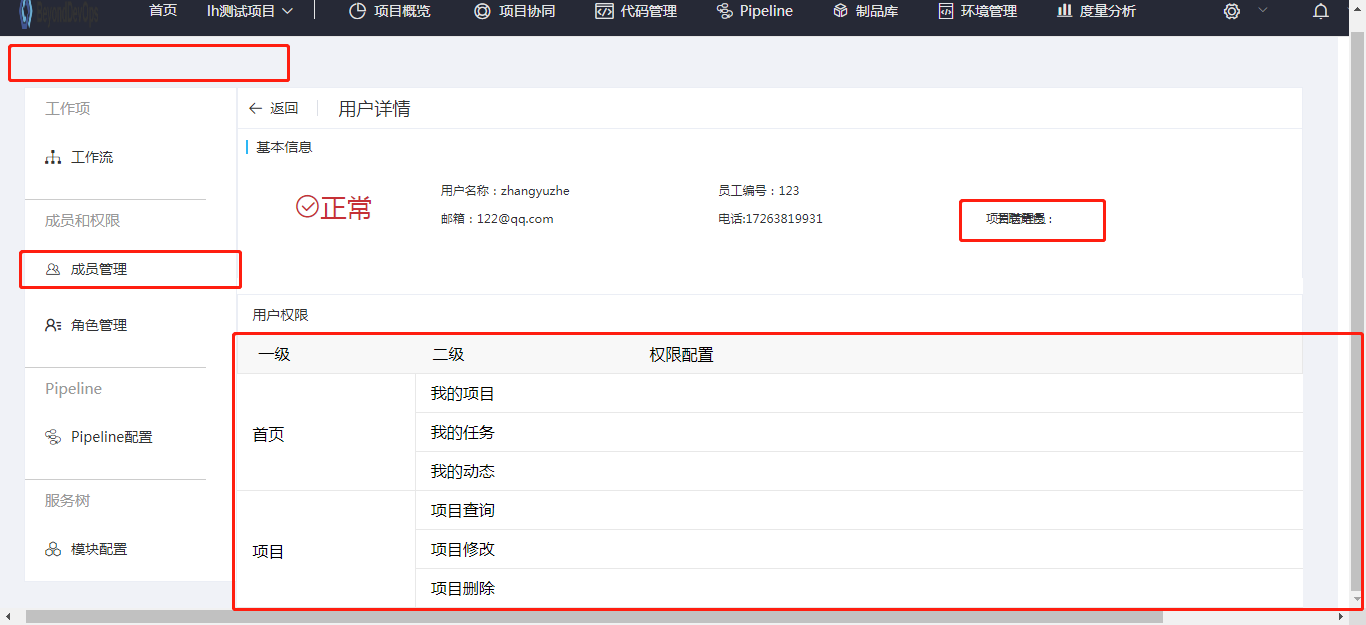 BeyondDevOps 首页 lh测试项目 项目概览 项目协同 代码管理 Pipeline 制品库 环境管理 度量分析
工作项
返回 用户详情
基本信息
工作流
正常
用户名称：zhangyuzhe
员工编号：123
邮箱：122@qq.com
电话:17263819931
成员和权限
成员管理
角色管理
用户权限
一级 二级 权限配置
Pipeline
Pipeline配置
服务树
模块配置
首页
我的项目
我的任务
我的动态
项目
项目查询
项目修改
项目删除